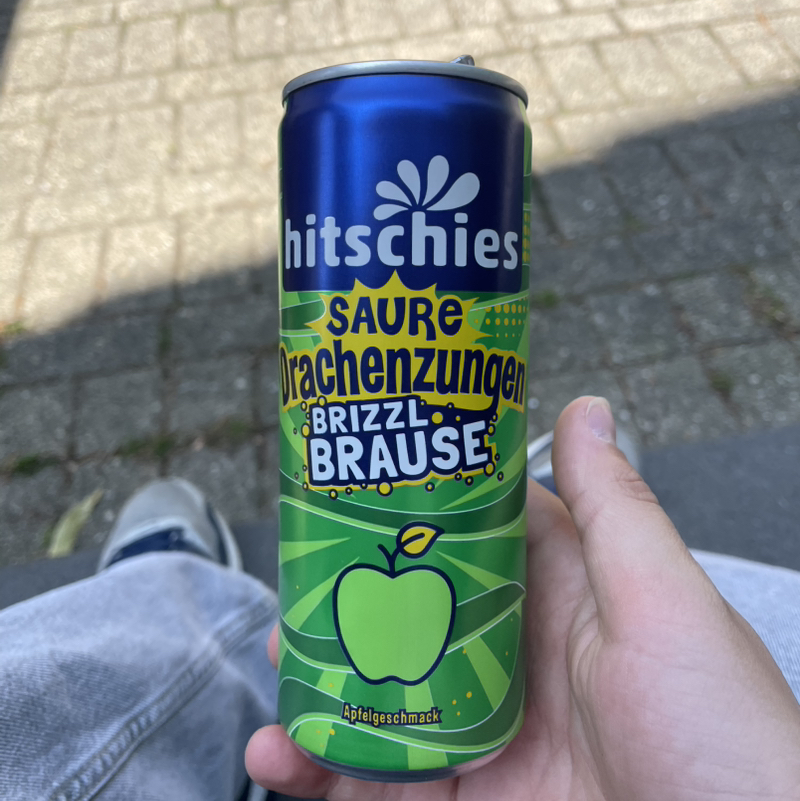 hitschies
SAURE
Drachenzungen
BRIZZL
BRAUSE
Apfelgeschmack